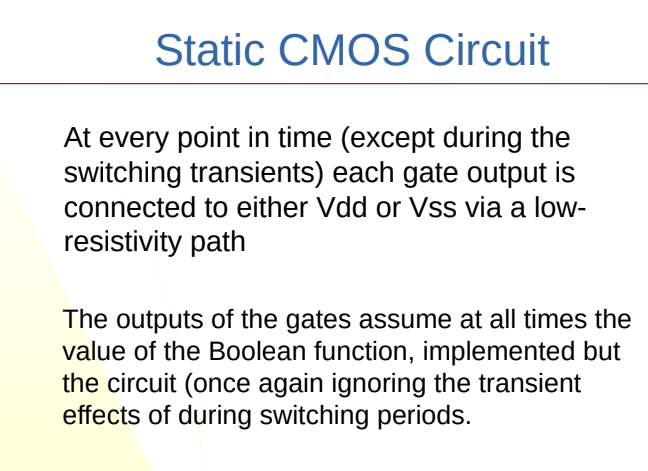 Static CMOS Circuit
At every point in time (except during the
switching transients) each gate output is
connected to either Vdd or Vss via a low-
resistivity path
The outputs of the gates assume at all times the
value of the Boolean function, implemented but
the circuit (once again ignoring the transient
effects of during switching periods.